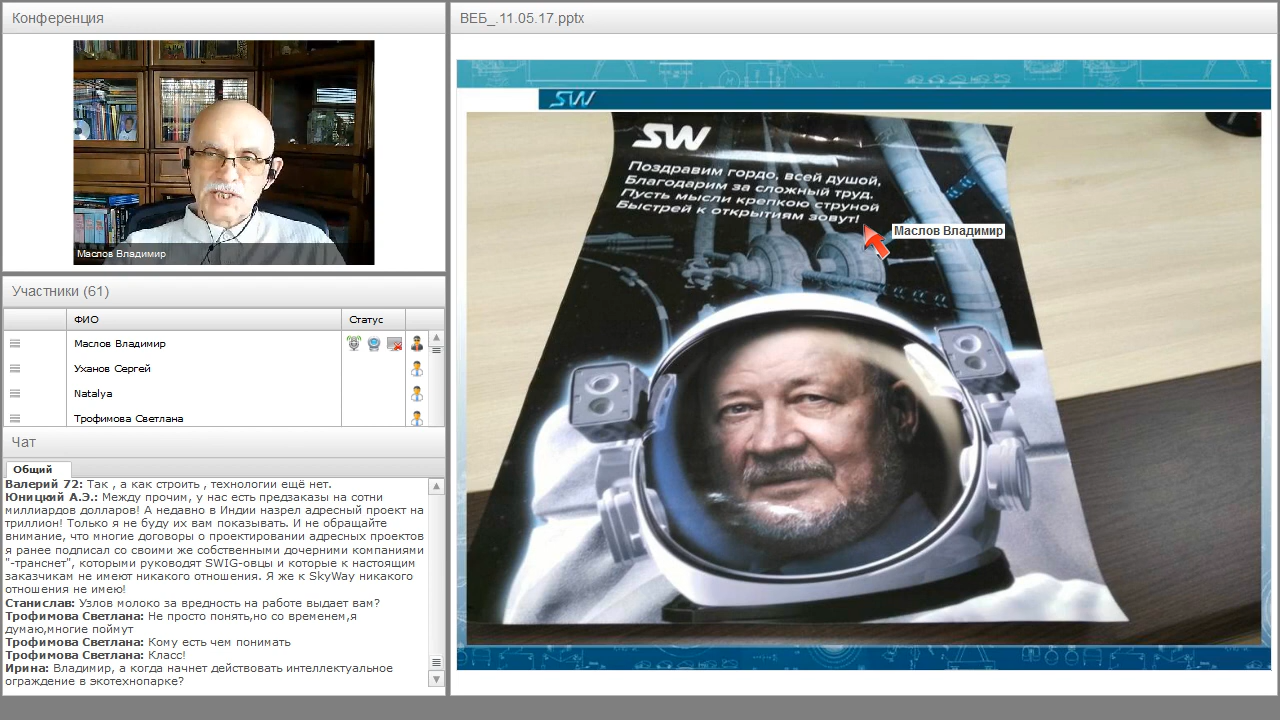 Конференция
Маслов Владимир
Участники (61)
ФИО
Статус
Маслов Владимир
Уханов Сергей
Natalya
Трофимова Светлана
Чат
Общий
Валерий 72: Так , а как строить , технологии ещё нет.
Юницкий А.Э.: Между прочим, у нас есть предзаказы на сотни
миллиардов долларов! А недавно в Индии назрел адресный проект на
триллион! Только я не буду их вам показывать. И не обращайте
внимание, что многие договоры о проектировании адресных проектов
я ранее подписал со своими же собственными дочерними компаниями
"-транснет", которыми руководят SWIG-овцы и которые к настоящим
заказчикам не имеют никакого отношения. Я же к SkyWay никакого
отношения не имею!
Станислав: Узлов молоко за вредность на работе выдает вам?
Трофимова Светлана: Не просто понять,но со временем,я
думаю,многие поймут
Трофимова Светлана: Кому есть чем понимать
Трофимова Светлана: Класс!
Ирина: Владимир, а когда начнет действовать интеллектуальное
ограждение в экотехнопарке?
ВЕБ_.11.05.17.pptx
SW
SW
Поздравим гордо, всей душой,
Благодарим за сложный труд.
Пусть мысли крепкою струной
Быстрей к открытиям зовут!
Маслов Владимир